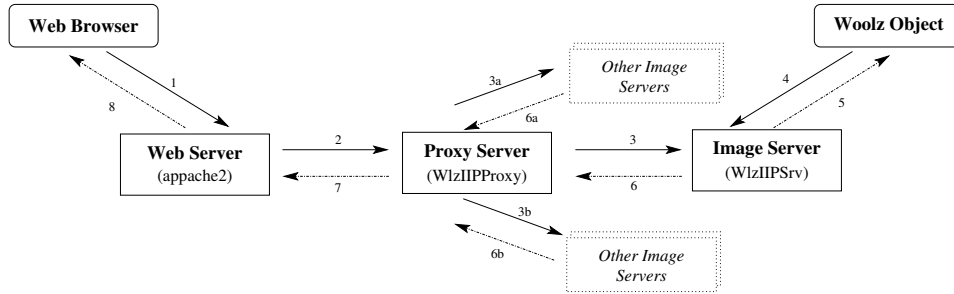 Web Browser
Woolz Object
1
8
3a
Other Image
Servers
6a
4
5
Web Server
(appache2)
2
7
Proxy Server
(WlzIIPProxy)
3
6
Image Server
(WlzIIPSrv)
3b
6b
Other Image
Servers